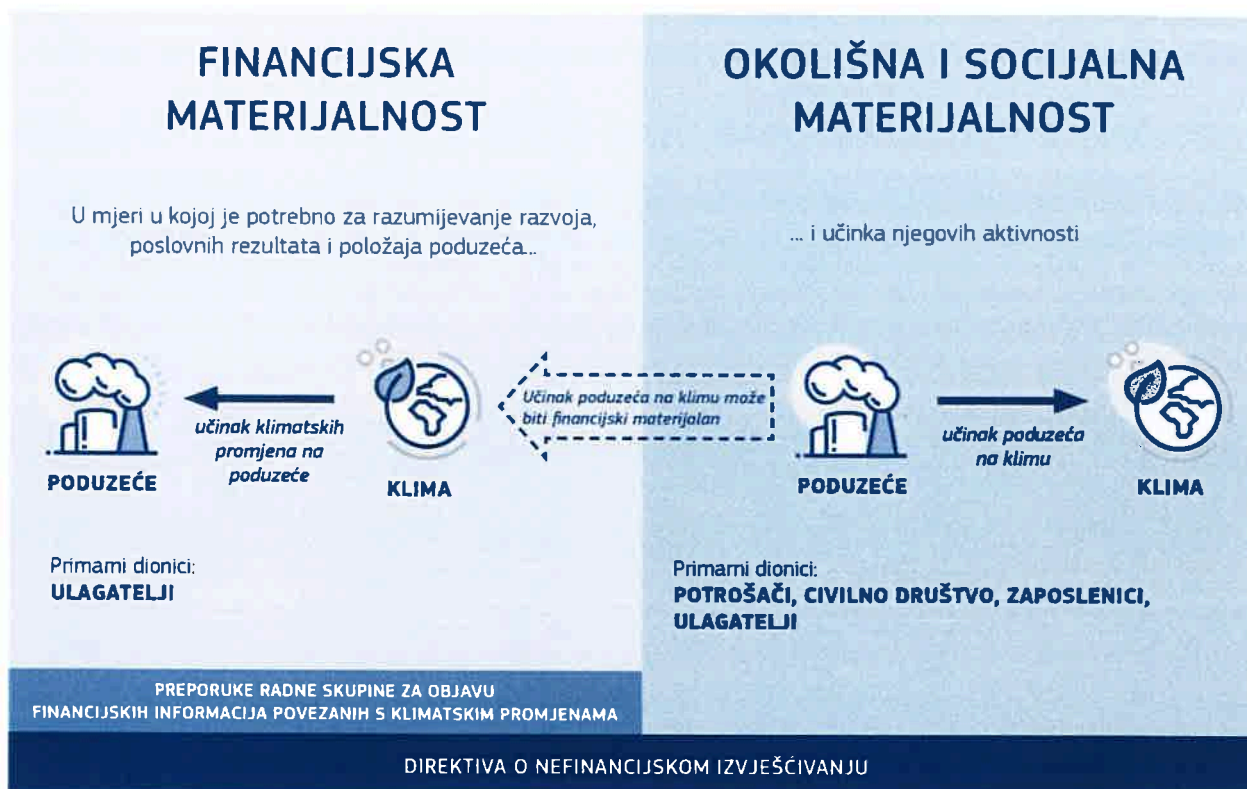 FINANCIJSKA
MATERIJALNOST
U mjeri u kojoj je potrebno za razumijevanje razvoja,
poslovnih rezultata i položaja poduzeća...
PODUZEĆE
učinak klimatskih
promjena na
poduzeće
KLIMA
Primarni dionici:
ULAGATELJI
PREPORUKE RADNE SKUPINE ZA OBJAVU
FINANCIJSKIH INFORMACIJA POVEZANIH S KLIMATSKIM PROMJENAMA
Učinak poduzeća na klimu može
biti financijski materijalan
OKOLIŠNA I SOCIJALNA
MATERIJALNOST
... i učinka njegovih aktivnosti
PODUZEĆE
učinak poduzeća
na klimu
KLIMA
Primarni dionici:
POTROŠAČI, CIVILNO DRUŠTVO, ZAPOSLENICI,
ULAGATELJI
DIREKTIVA O NEFINANCIJSKOM IZVJEŠĆIVANJU